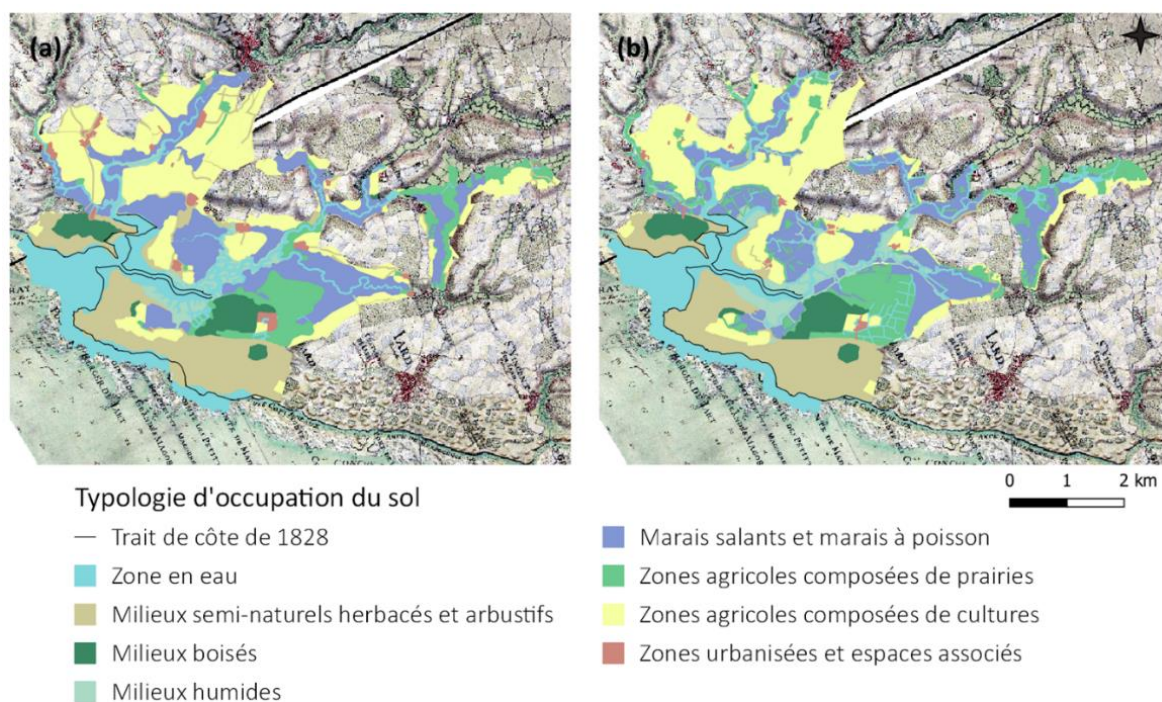 (a)
(b)
LARD
LARD
0 1 2 km
Typologie d'occupation du sol
Trait de côte de 1828
Zone en eau
Milieux semi-naturels herbacés et arbustifs
Milieux boisés
Milieux humides
Marais salants et marais à poisson
Zones agricoles composées de prairies
Zones agricoles composées de cultures
Zones urbanisées et espaces associés